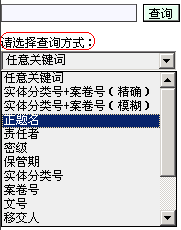 查询
请选择查询方式：
任意关键词
任意关键词
实体分类号+案卷号（精确）
实体分类号+案卷号（模糊）
正题名
责任者
密级
保管期
实体分类号
案卷号
文号
移交人